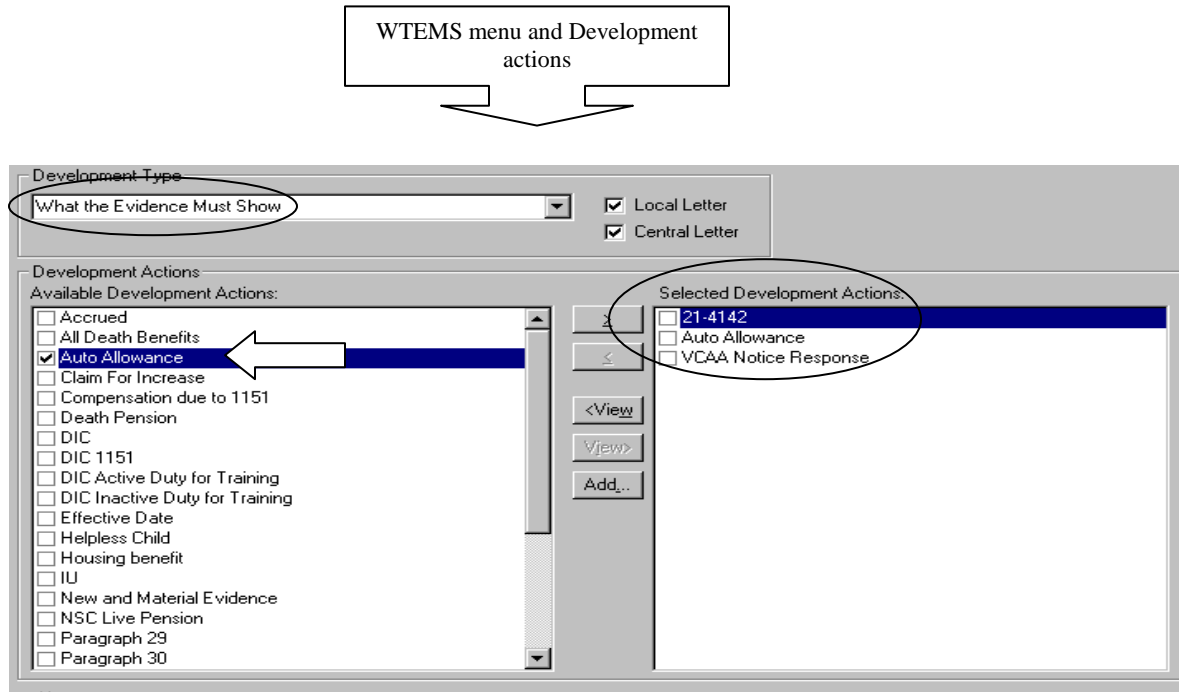 WTEMS menu and Development
actions
Development Type
What the Evidence Must Show
Local Letter
Central Letter
Development Actions
Available Development Actions:
Accrued
All Death Benefits
Auto Allowance
Claim For Increase
Compensation due to 1151
Death Pension
DIC
DIC 1151
DIC Active Duty for Training
DIC Inactive Duty for Training
Effective Date
Helpless Child
Housing benefit
IU
New and Material Evidence
NSC Live Pension
Paragraph 29
Paragraph 30
>
<
<View
View>
Add...
Selected Development Actions:
21-4142
Auto Allowance
VCAA Notice Response